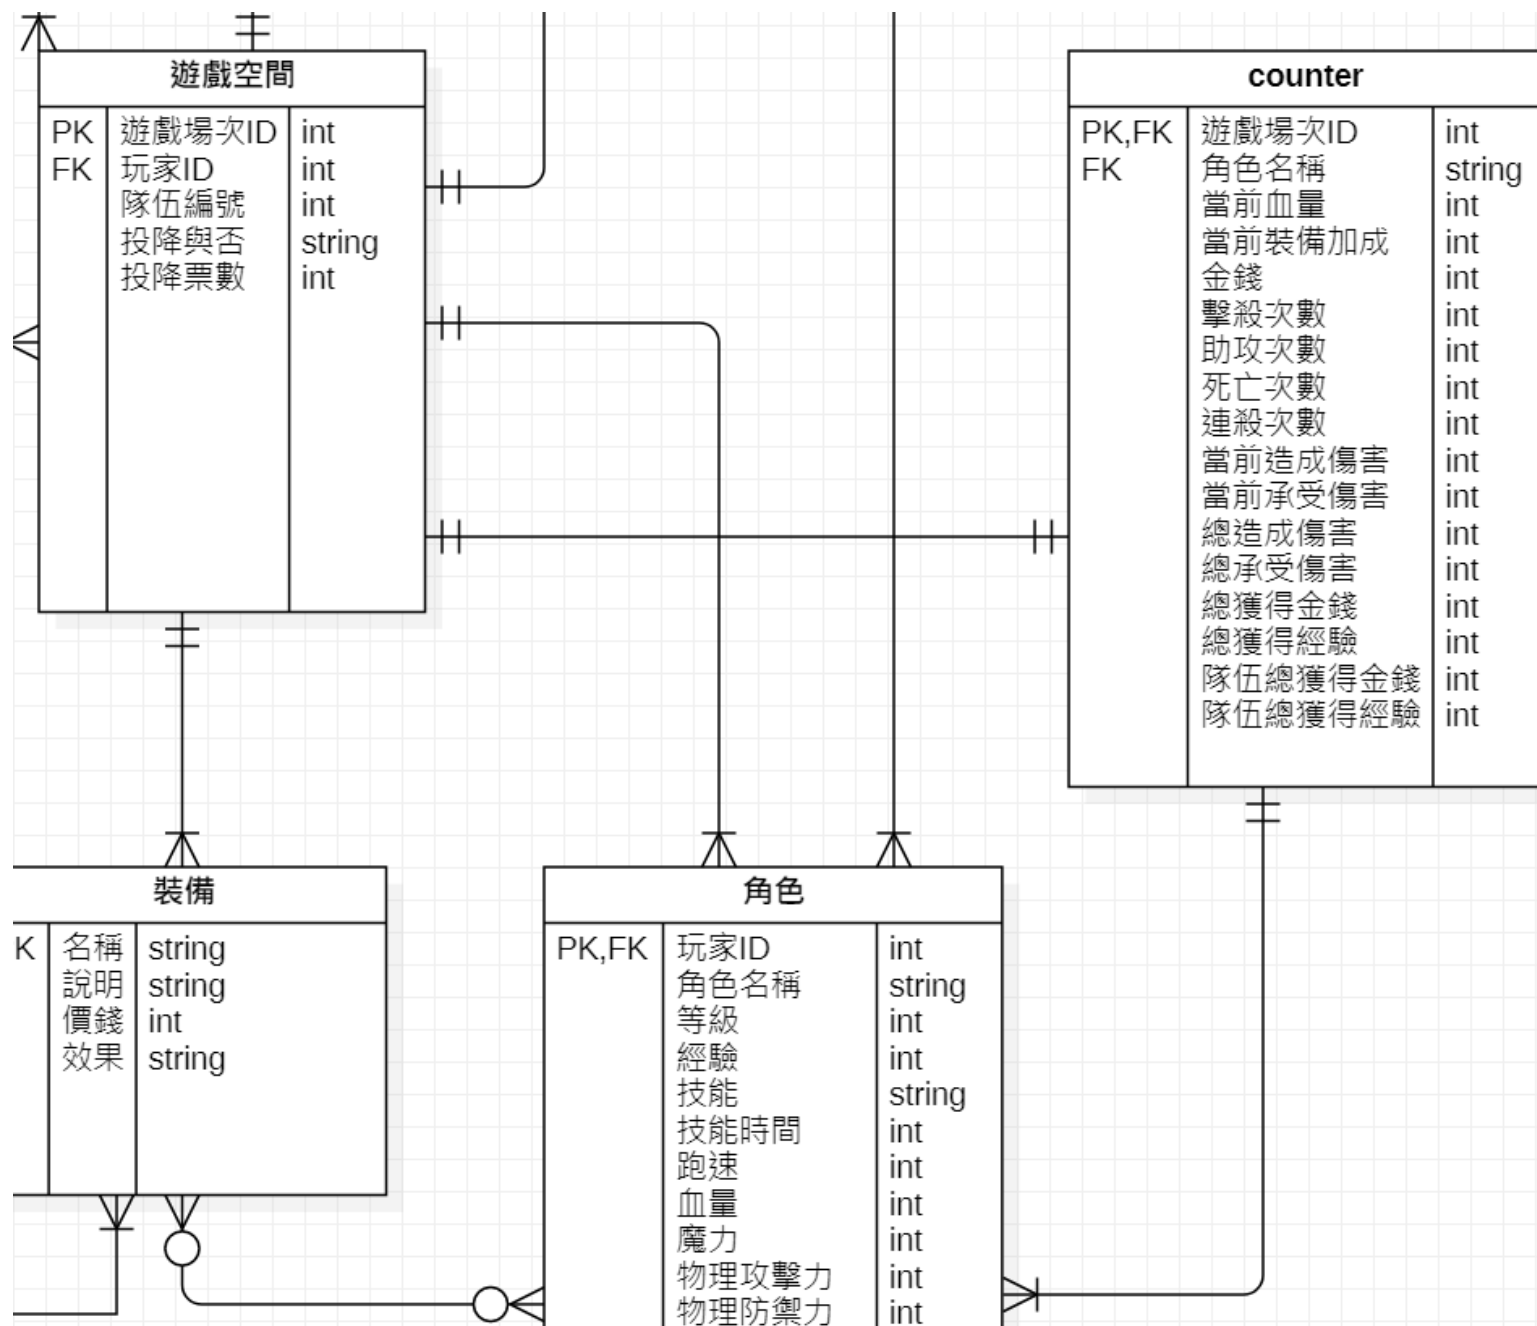 遊戲空間
PK 遊戲場次ID int
FK 玩家ID int
隊伍編號 int
投降與否 string
投降票數 int
counter
PK,FK 遊戲場次ID int
FK 角色名稱 string
當前血量 int
當前裝備加成 int
金錢 int
擊殺次數 int
助攻次數 int
死亡次數 int
連殺次數 int
當前造成傷害 int
當前承受傷害 int
總造成傷害 int
總承受傷害 int
總獲得金錢 int
總獲得經驗 int
隊伍總獲得金錢 int
隊伍總獲得經驗 int
裝備
K 名稱 string
說明 string
價錢 int
效果 string
角色
PK,FK 玩家ID int
角色名稱 string
等級 int
經驗 int
技能 string
技能時間 int
跑速 int
血量 int
魔力 int
物理攻擊力 int
物理防禦力 int